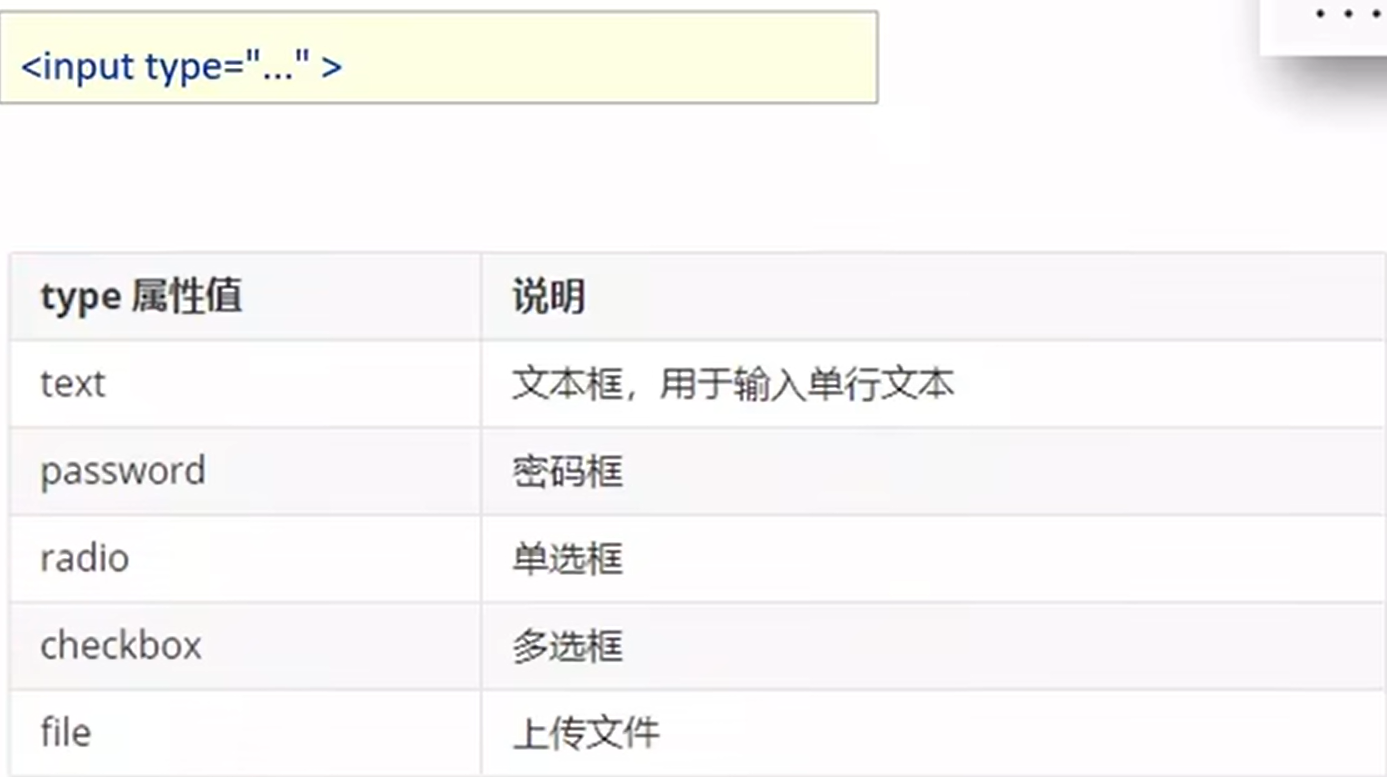 <input type="..." >
type 属性值 说明
text 文本框，用于输入单行文本
password 密码框
radio 单选框
checkbox 多选框
file 上传文件